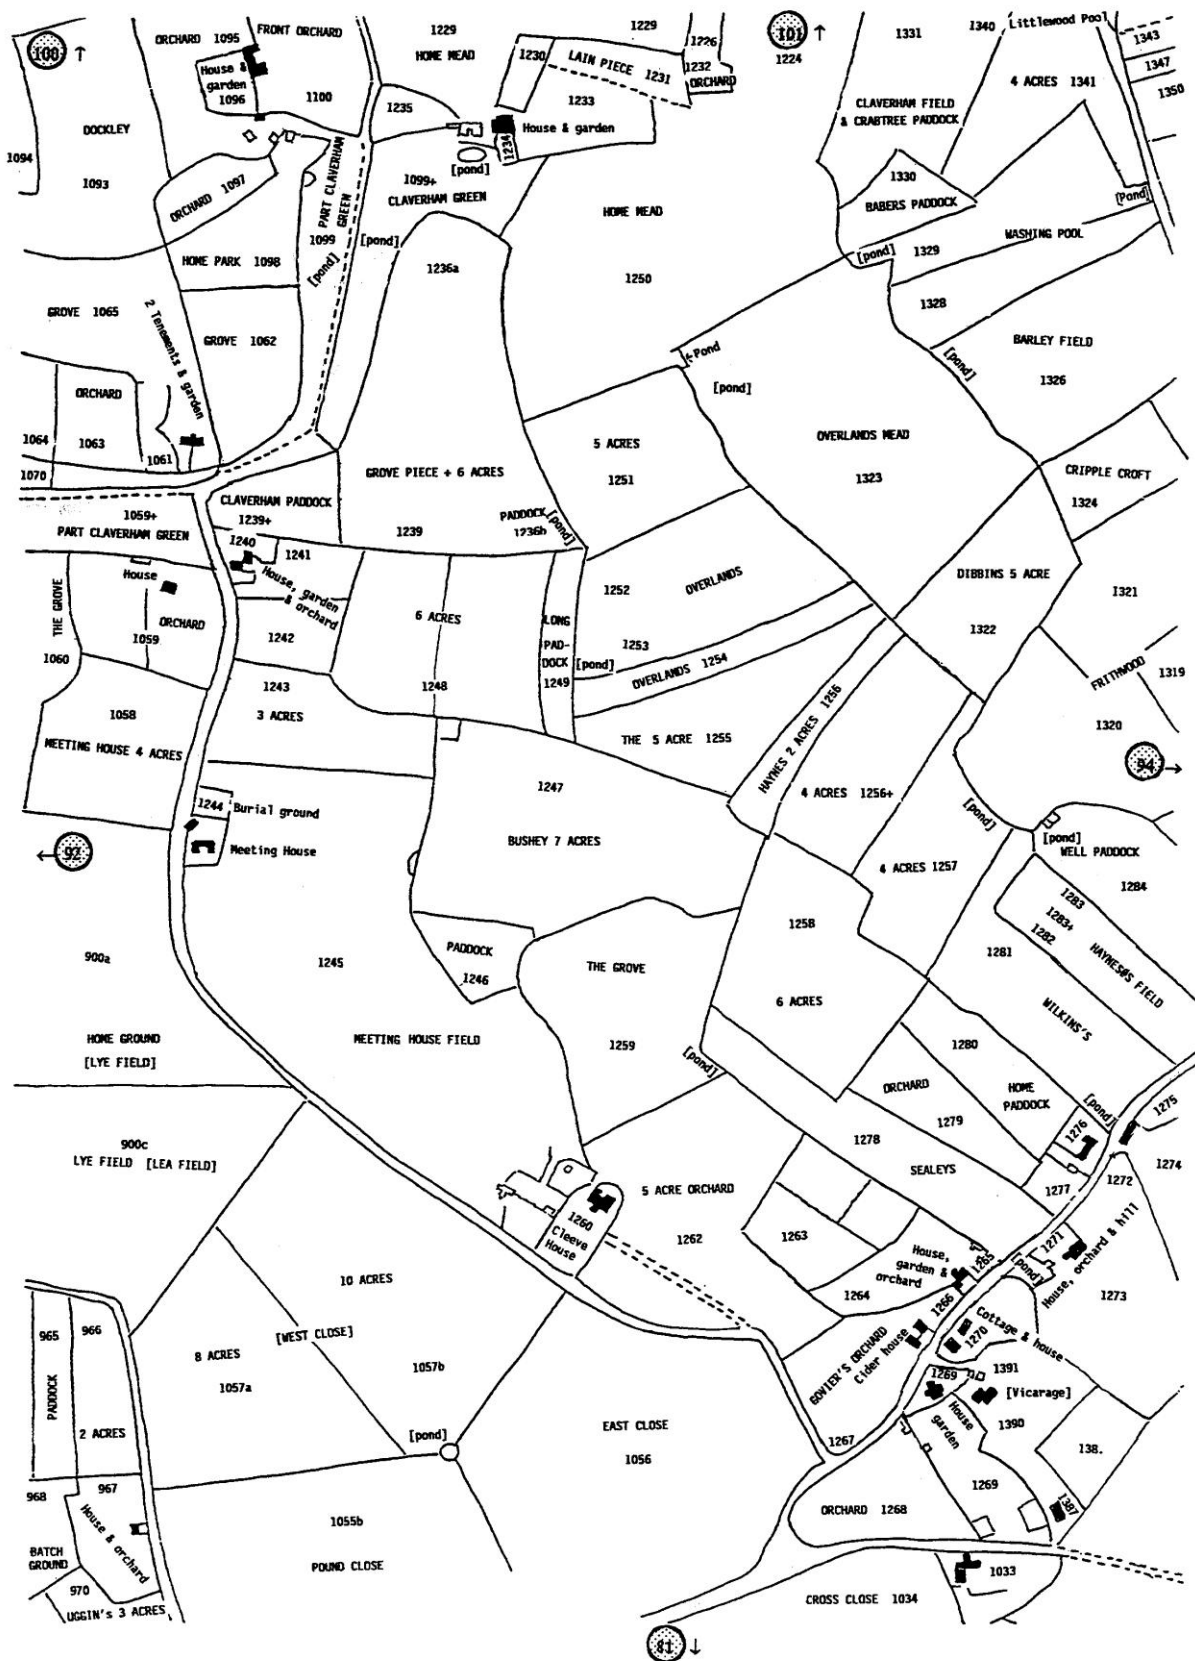 100 ↑
ORCHARD 1095
FRONT ORCHARD
1229
HOME MEAD
1229
1226
101 ↑
1224
1331
1340
Littlewood Pool
1343
1347
1350
House &
garden
1096
1100
1235
1230
LAIN PIECE 1231
1232
ORCHARD
1233
House & garden
1234
CLAVERHAM FIELD
& CRABTREE PADDOCK
4 ACRES 1341
DOCKLEY
1094
1093
ORCHARD 1097
PART CLAVERHAM
GREEN
1099
[pond]
[pond]
1099+
CLAVERHAM GREEN
[pond]
1330
BABERS PADDOCK
[Pond]
HOME MEAD
1250
[pond]
1329
WASHING POOL
HOME PARK 1098
1236a
1328
GROVE 1065
2 Tenements & garden
GROVE 1062
←Pond
[pond]
[pond]
BARLEY FIELD
1326
ORCHARD
1064
1063
1061
1070
5 ACRES
1251
OVERLANDS MEAD
1323
CRIPPLE CROFT
1324
GROVE PIECE + 6 ACRES
1239
PADDOCK
1236b
[pond]
CLAVERHAM PADDOCK
1239+
1059+
PART CLAVERHAM GREEN
1240
1241
House, garden
& orchard
1242
House
THE GROVE
ORCHARD
1059
1060
6 ACRES
1248
LONG
PAD-
DOCK
1249
[pond]
1252
OVERLANDS
1253
OVERLANDS 1254
DIBBINS 5 ACRE
1322
1321
FRITHWOOD
1319
1320
1243
3 ACRES
1058
MEETING HOUSE 4 ACRES
THE 5 ACRE 1255
HAYNES 2 ACRES 1256
94 →
1247
BUSHEY 7 ACRES
4 ACRES 1256+
[pond]
[pond]
WELL PADDOCK
1284
1244
Burial ground
Meeting House
← 92
4 ACRES 1257
1283
1283+
1282
HAYNES@S FIELD
1258
6 ACRES
1281
WILKINS'S
900a
HOME GROUND
[LYE FIELD]
1245
MEETING HOUSE FIELD
PADDOCK
1246
THE GROVE
1259
[pond]
1280
HOME
PADDOCK
ORCHARD
1279
[pond]
1276
1275
1274
1278
SEALEYS
1277
1272
900c
LYE FIELD [LEA FIELD]
1260
Cleeve
House
5 ACRE ORCHARD
1262
1263
House,
garden &
orchard
1264
1265
1266
[pond]
1271
House, orchard & hill
1273
10 ACRES
[WEST CLOSE]
8 ACRES
1057a
1057b
[pond]
965
966
PADDOCK
2 ACRES
GOVIER'S ORCHARD
Cider house
Cottage & house
1270
1391
1269
[Vicarage]
House
garden
1390
138.
1267
EAST CLOSE
1056
1269
1387
ORCHARD 1268
968
967
House & orchard
BATCH
GROUND
970
UGGIN's 3 ACRES
1055b
POUND CLOSE
1033
CROSS CLOSE 1034
81 ↓